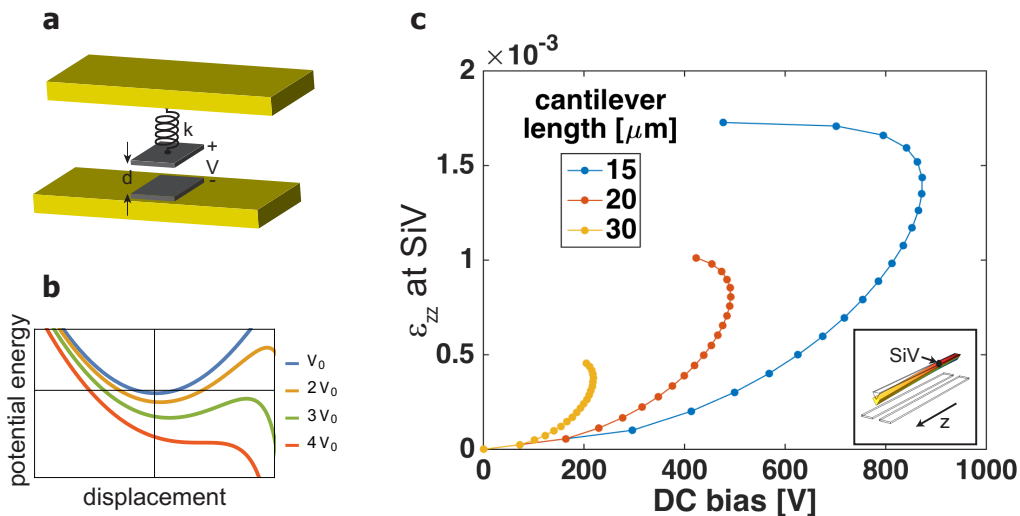 a
k
+
V
-
d
b
potential energy
displacement
V₀
2 V₀
3 V₀
4 V₀
c
×10⁻³
2
1.5
1
0.5
0
ε_zz at SiV
cantilever
length [μm]
15
20
30
SiV
z
0
200
400
600
800
1000
DC bias [V]